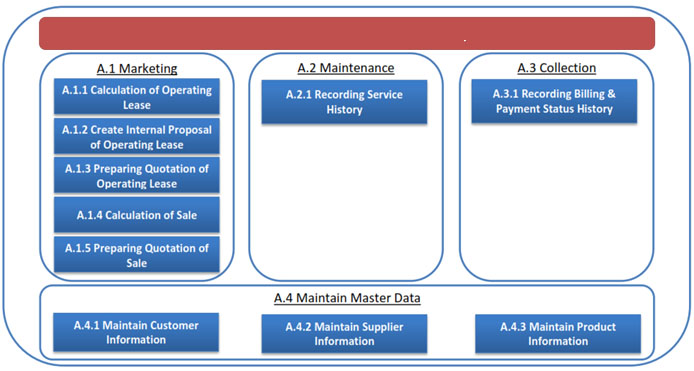 A.1 Marketing
A.1.1 Calculation of Operating
Lease
A.1.2 Create Internal Proposal
of Operating Lease
A.1.3 Preparing Quotation of
Operating Lease
A.1.4 Calculation of Sale
A.1.5 Preparing Quotation of
Sale
A.2 Maintenance
A.2.1 Recording Service
History
A.3 Collection
A.3.1 Recording Billing &
Payment Status History
A.4 Maintain Master Data
A.4.1 Maintain Customer
Information
A.4.2 Maintain Supplier
Information
A.4.3 Maintain Product
Information